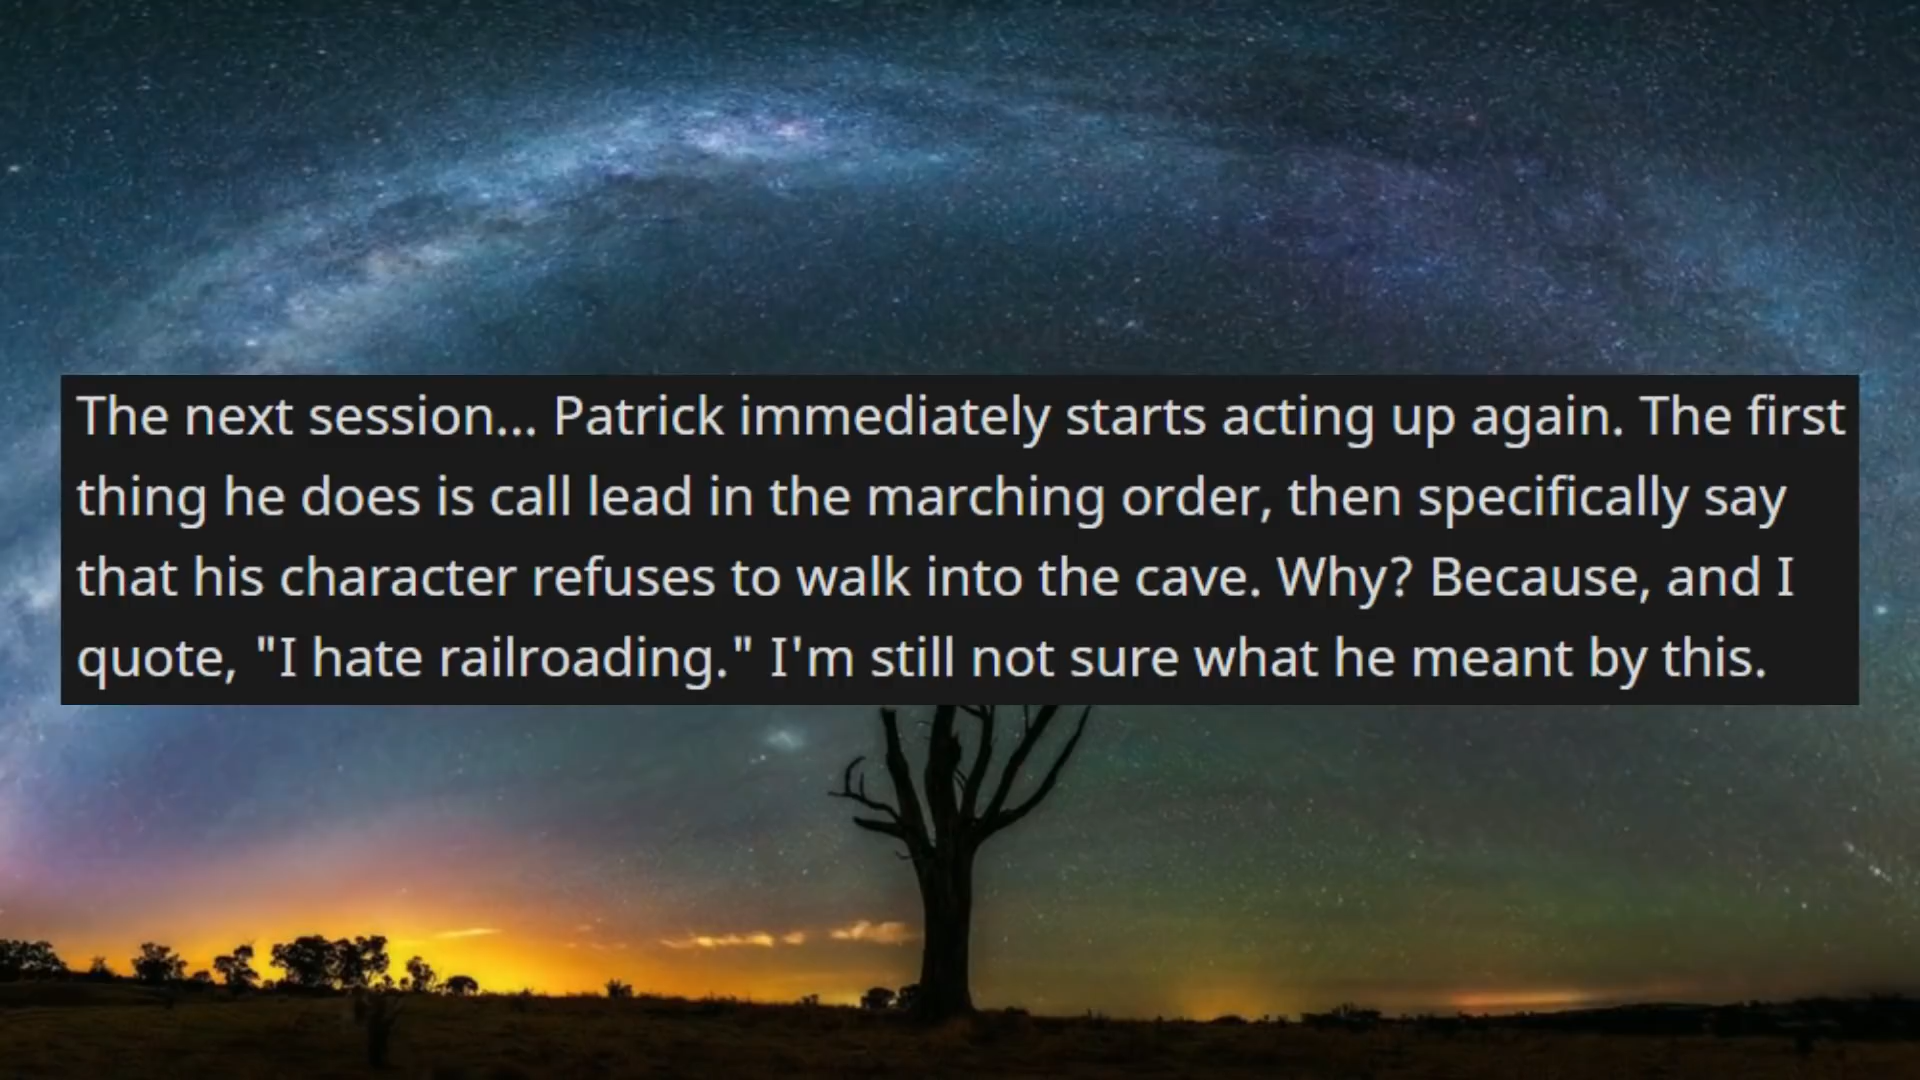 The next session... Patrick immediately starts acting up again. The first
thing he does is call lead in the marching order, then specifically say
that his character refuses to walk into the cave. Why? Because, and I
quote, "I hate railroading." I'm still not sure what he meant by this.